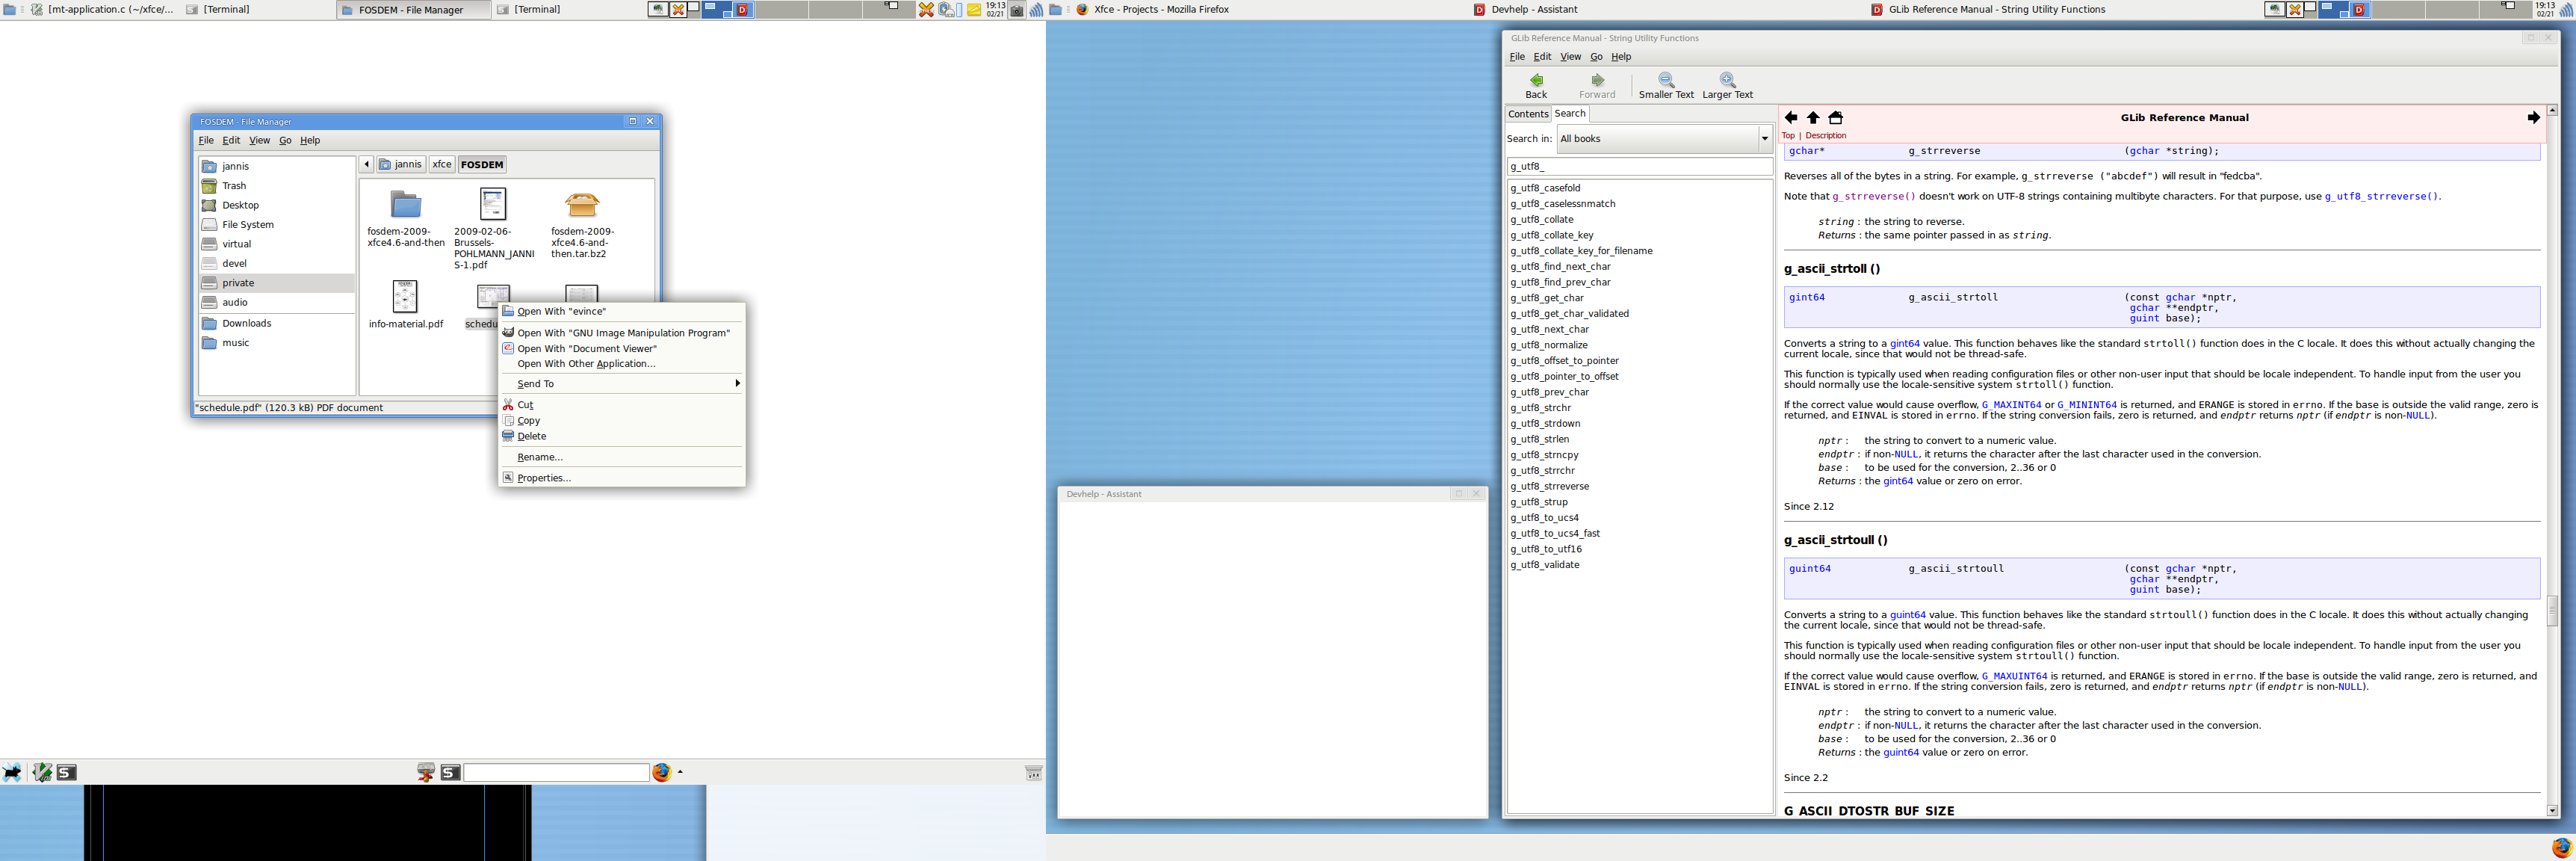 [mt-application.c (~/xfce/...
[Terminal]
FOSDEM - File Manager
[Terminal]
19:13
02/21
Xfce - Projects - Mozilla Firefox
Devhelp - Assistant
GLib Reference Manual - String Utility Functions
19:13
02/21
FOSDEM - File Manager
File Edit View Go Help
jannis
Trash
Desktop
File System
virtual
devel
private
audio
Downloads
music
jannis xfce FOSDEM
fosdem-2009-
xfce4.6-and-then
2009-02-06-
Brussels-
POHLMANN_JANNI
S-1.pdf
fosdem-2009-
xfce4.6-and-
then.tar.bz2
info-material.pdf
schedu
"schedule.pdf" (120.3 kB) PDF document
Open With "evince"
Open With "GNU Image Manipulation Program"
Open With "Document Viewer"
Open With Other Application...
Send To
Cut
Copy
Delete
Rename...
Properties...
Devhelp - Assistant
GLib Reference Manual - String Utility Functions
File Edit View Go Help
Back Forward Smaller Text Larger Text
Contents Search
Search in: All books
g_utf8_
g_utf8_casefold
g_utf8_caselessnmatch
g_utf8_collate
g_utf8_collate_key
g_utf8_collate_key_for_filename
g_utf8_find_next_char
g_utf8_find_prev_char
g_utf8_get_char
g_utf8_get_char_validated
g_utf8_next_char
g_utf8_normalize
g_utf8_offset_to_pointer
g_utf8_pointer_to_offset
g_utf8_prev_char
g_utf8_strchr
g_utf8_strdown
g_utf8_strlen
g_utf8_strncpy
g_utf8_strrchr
g_utf8_strreverse
g_utf8_strup
g_utf8_to_ucs4
g_utf8_to_ucs4_fast
g_utf8_to_utf16
g_utf8_validate
GLib Reference Manual
Top | Description
gchar* g_strreverse (gchar *string);
Reverses all of the bytes in a string. For example, g_strreverse ("abcdef") will result in "fedcba".
Note that g_strreverse() doesn't work on UTF-8 strings containing multibyte characters. For that purpose, use g_utf8_strreverse().
string : the string to reverse.
Returns : the same pointer passed in as string.
g_ascii_strtoll ()
gint64 g_ascii_strtoll (const gchar *nptr,
gchar **endptr,
guint base);
Converts a string to a gint64 value. This function behaves like the standard strtoll() function does in the C locale. It does this without actually changing the
current locale, since that would not be thread-safe.
This function is typically used when reading configuration files or other non-user input that should be locale independent. To handle input from the user you
should normally use the locale-sensitive system strtoll() function.
If the correct value would cause overflow, G_MAXINT64 or G_MININT64 is returned, and ERANGE is stored in errno. If the base is outside the valid range, zero is
returned, and EINVAL is stored in errno. If the string conversion fails, zero is returned, and endptr returns nptr (if endptr is non-NULL).
nptr : the string to convert to a numeric value.
endptr : if non-NULL, it returns the character after the last character used in the conversion.
base : to be used for the conversion, 2..36 or 0
Returns : the gint64 value or zero on error.
Since 2.12
g_ascii_strtoull ()
guint64 g_ascii_strtoull (const gchar *nptr,
gchar **endptr,
guint base);
Converts a string to a guint64 value. This function behaves like the standard strtoull() function does in the C locale. It does this without actually changing
the current locale, since that would not be thread-safe.
This function is typically used when reading configuration files or other non-user input that should be locale independent. To handle input from the user you
should normally use the locale-sensitive system strtoull() function.
If the correct value would cause overflow, G_MAXUINT64 is returned, and ERANGE is stored in errno. If the base is outside the valid range, zero is returned, and
EINVAL is stored in errno. If the string conversion fails, zero is returned, and endptr returns nptr (if endptr is non-NULL).
nptr : the string to convert to a numeric value.
endptr : if non-NULL, it returns the character after the last character used in the conversion.
base : to be used for the conversion, 2..36 or 0
Returns : the guint64 value or zero on error.
Since 2.2
G_ASCII_DTOSTR_BUF_SIZE